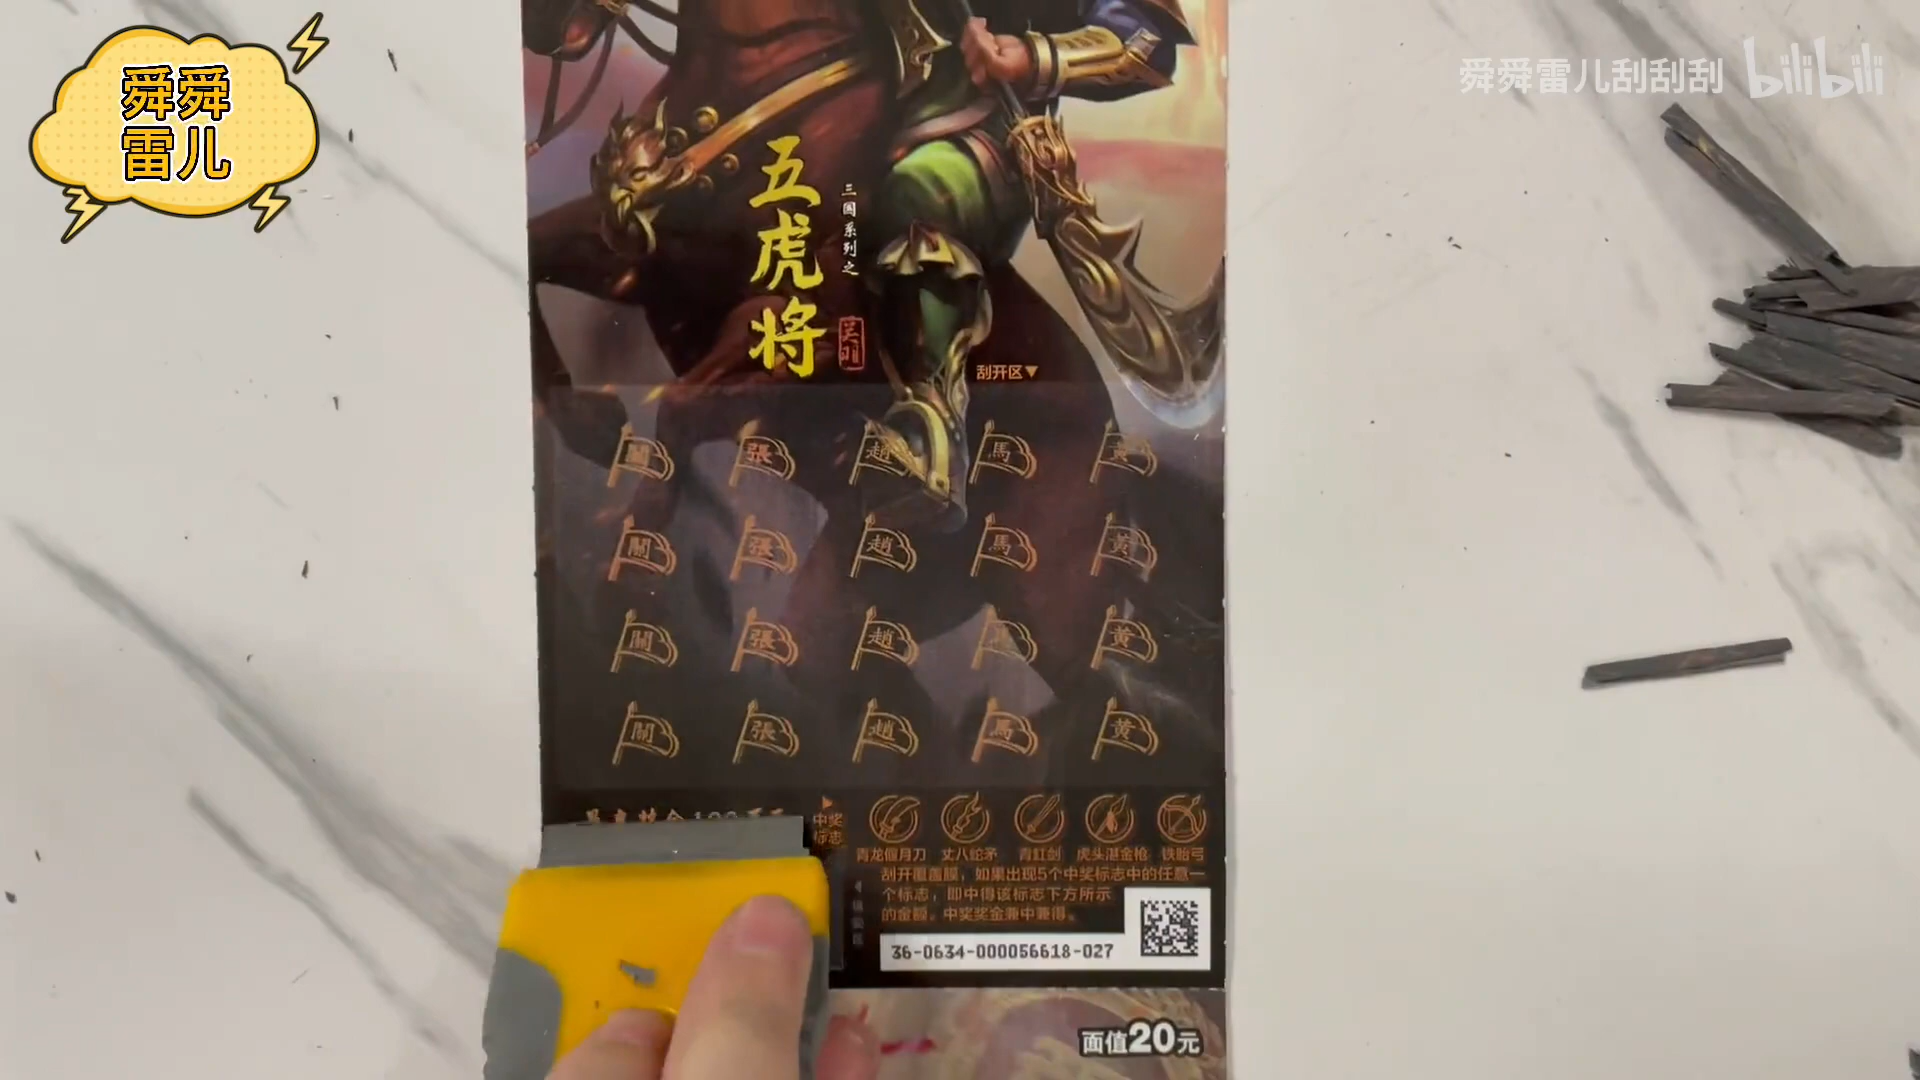 舜舜
雷儿
舜舜雷儿刮刮刮 bilibili
五虎将
三国系列之
刮开区▼
關 張 趙 馬 黄
關 張 趙 馬 黄
關 張 趙 馬 黄
關 張 趙 馬 黄
中奖
标志
青龙偃月刀 丈八蛇矛 青釭剑 虎头湛金枪 铁胎弓
刮开覆盖膜，如果出现5个中奖标志中的任意一
个标志，即中得该标志下方所示
的金额。中奖奖金兼中兼得。
36-0634-000056618-027
面值20元